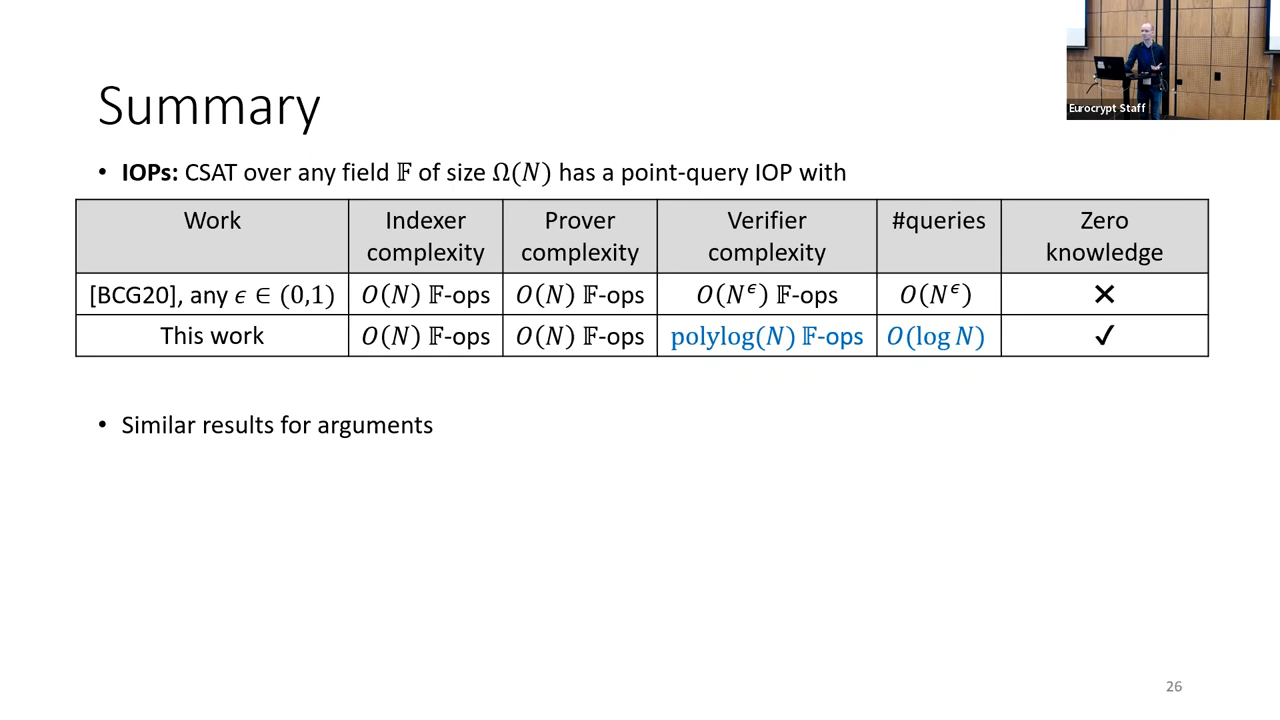 Eurocrypt Staff
Summary
• IOPs: CSAT over any field 𝔽 of size Ω(N) has a point-query IOP with
Work Indexer complexity Prover complexity Verifier complexity #queries Zero knowledge
[BCG20], any ϵ ∈ (0,1) O(N) 𝔽-ops O(N) 𝔽-ops O(N^ϵ) 𝔽-ops O(N^ϵ) ✕
This work O(N) 𝔽-ops O(N) 𝔽-ops polylog(N) 𝔽-ops O(log N) ✓
• Similar results for arguments
26